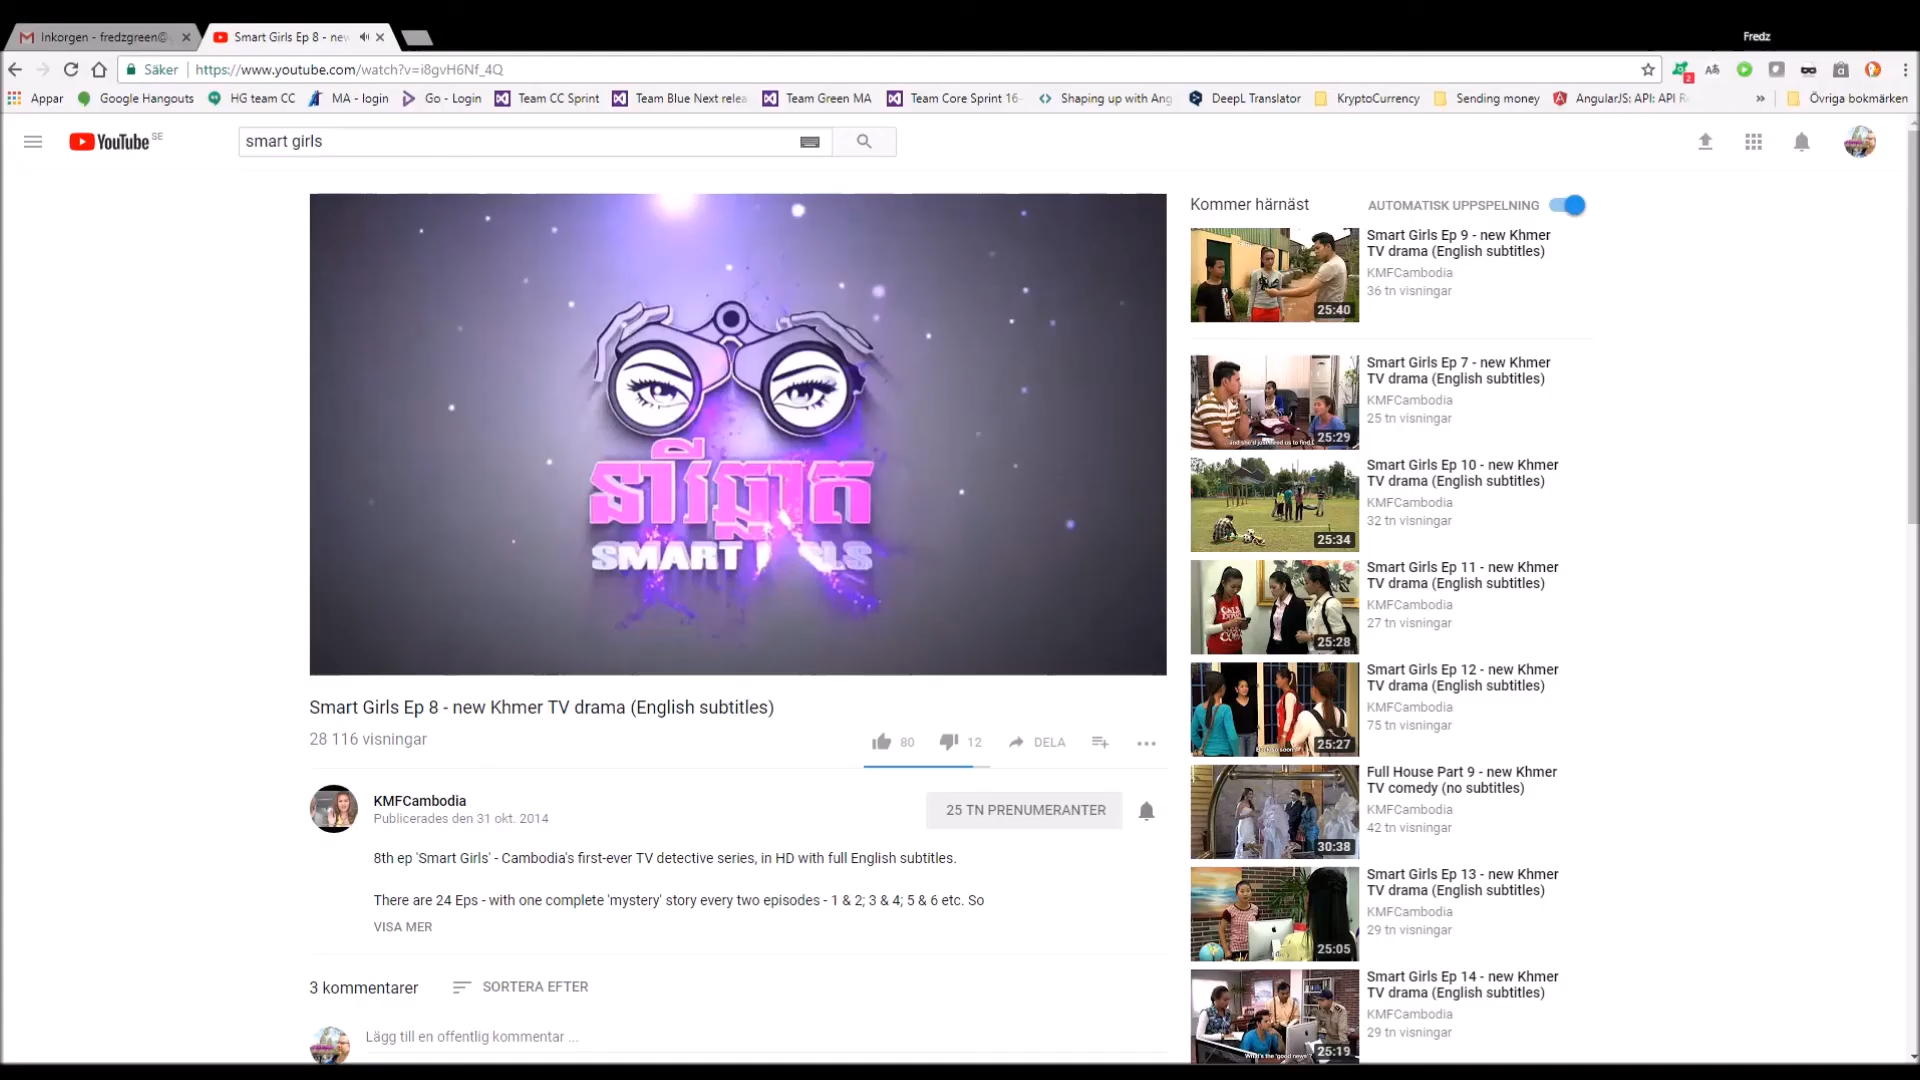 Fredz
Inkorgen - fredzgreen@
Smart Girls Ep 8 - new
Säker
https://www.youtube.com/watch?v=i8gvH6Nf_4Q
2
Appar
Google Hangouts
HG team CC
MA - login
Go - Login
Team CC Sprint
Team Blue Next relea
Team Green MA
Team Core Sprint 16-
Shaping up with Ang
DeepL Translator
KryptoCurrency
Sending money
AngularJS: API: API R
»
Övriga bokmärken
YouTube SE
smart girls
នារីឆ្លាត
SMART
Smart Girls Ep 8 - new Khmer TV drama (English subtitles)
28 116 visningar
80
12
DELA
KMFCambodia
Publicerades den 31 okt. 2014
25 TN PRENUMERANTER
8th ep 'Smart Girls' - Cambodia's first-ever TV detective series, in HD with full English subtitles.
There are 24 Eps - with one complete 'mystery' story every two episodes - 1 & 2; 3 & 4; 5 & 6 etc. So
VISA MER
3 kommentarer
SORTERA EFTER
Lägg till en offentlig kommentar ...
Kommer härnäst
AUTOMATISK UPPSPELNING
Smart Girls Ep 9 - new Khmer
TV drama (English subtitles)
KMFCambodia
36 tn visningar
25:40
Smart Girls Ep 7 - new Khmer
TV drama (English subtitles)
KMFCambodia
25 tn visningar
25:29
Smart Girls Ep 10 - new Khmer
TV drama (English subtitles)
KMFCambodia
32 tn visningar
25:34
Smart Girls Ep 11 - new Khmer
TV drama (English subtitles)
KMFCambodia
27 tn visningar
25:28
Smart Girls Ep 12 - new Khmer
TV drama (English subtitles)
KMFCambodia
75 tn visningar
25:27
Full House Part 9 - new Khmer
TV comedy (no subtitles)
KMFCambodia
42 tn visningar
30:38
Smart Girls Ep 13 - new Khmer
TV drama (English subtitles)
KMFCambodia
29 tn visningar
25:05
Smart Girls Ep 14 - new Khmer
TV drama (English subtitles)
KMFCambodia
29 tn visningar
What's the "good news"?
25:19